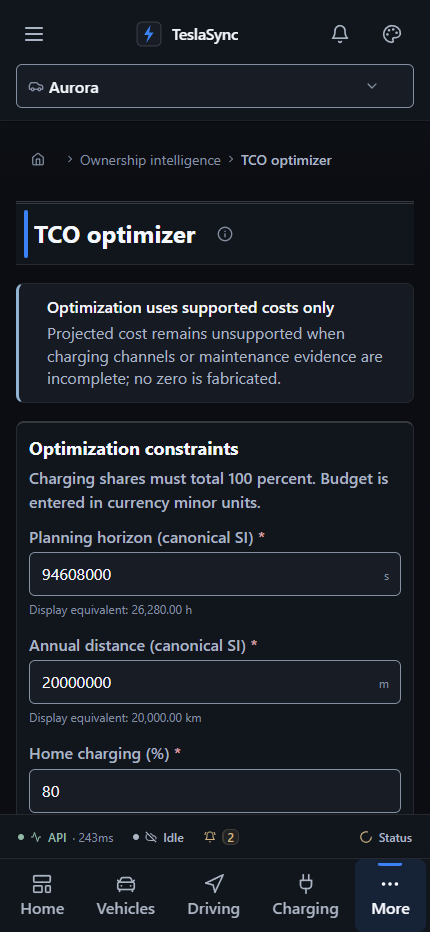 TeslaSync
Aurora
Ownership intelligence
TCO optimizer
TCO optimizer
Optimization uses supported costs only
Projected cost remains unsupported when
charging channels or maintenance evidence are
incomplete; no zero is fabricated.
Optimization constraints
Charging shares must total 100 percent. Budget is
entered in currency minor units.
Planning horizon (canonical SI) *
94608000 s
Display equivalent: 26,280.00 h
Annual distance (canonical SI) *
20000000 m
Display equivalent: 20,000.00 km
Home charging (%) *
80
API · 243ms Idle 2 Status
Home Vehicles Driving Charging More